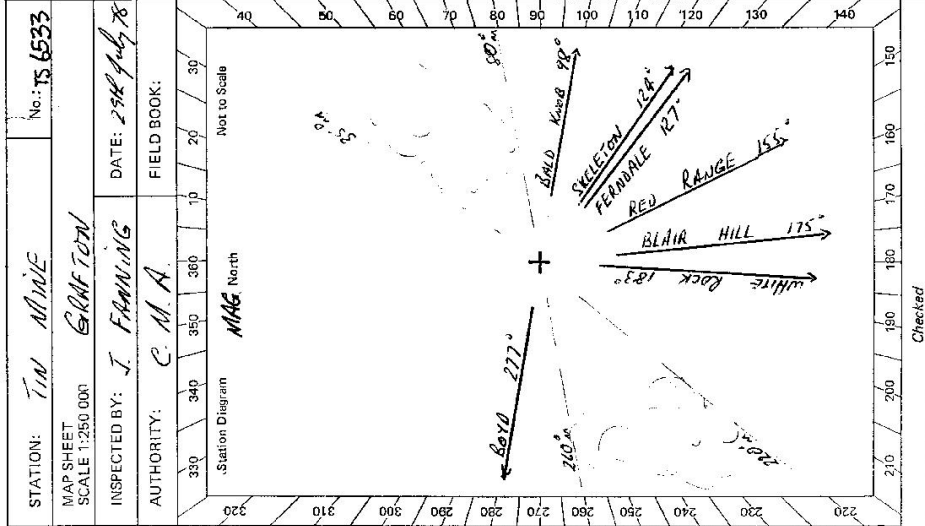 STATION: TIN MINE No.: TS 6533
MAP SHEET
SCALE 1:250 000 GRAFTON
INSPECTED BY: J. FANNING DATE: 29th July 78
AUTHORITY: C. M. A. FIELD BOOK:
Station Diagram MAG. North Not to Scale
330 340 350 360 10 20 30
40 50 60 70 80 90 100 110 120 130 140
150 160 170 180 190 200 210
220 230 240 250 260 270 280 290 300 310 320
80° M
BALD KNOB 98°
SKELETON 124°
FERNDALE 127°
RED RANGE 155°
BLAIR HILL 175°
WHITE ROCK 183°
220° M
260° M
BOYD 277°
Checked